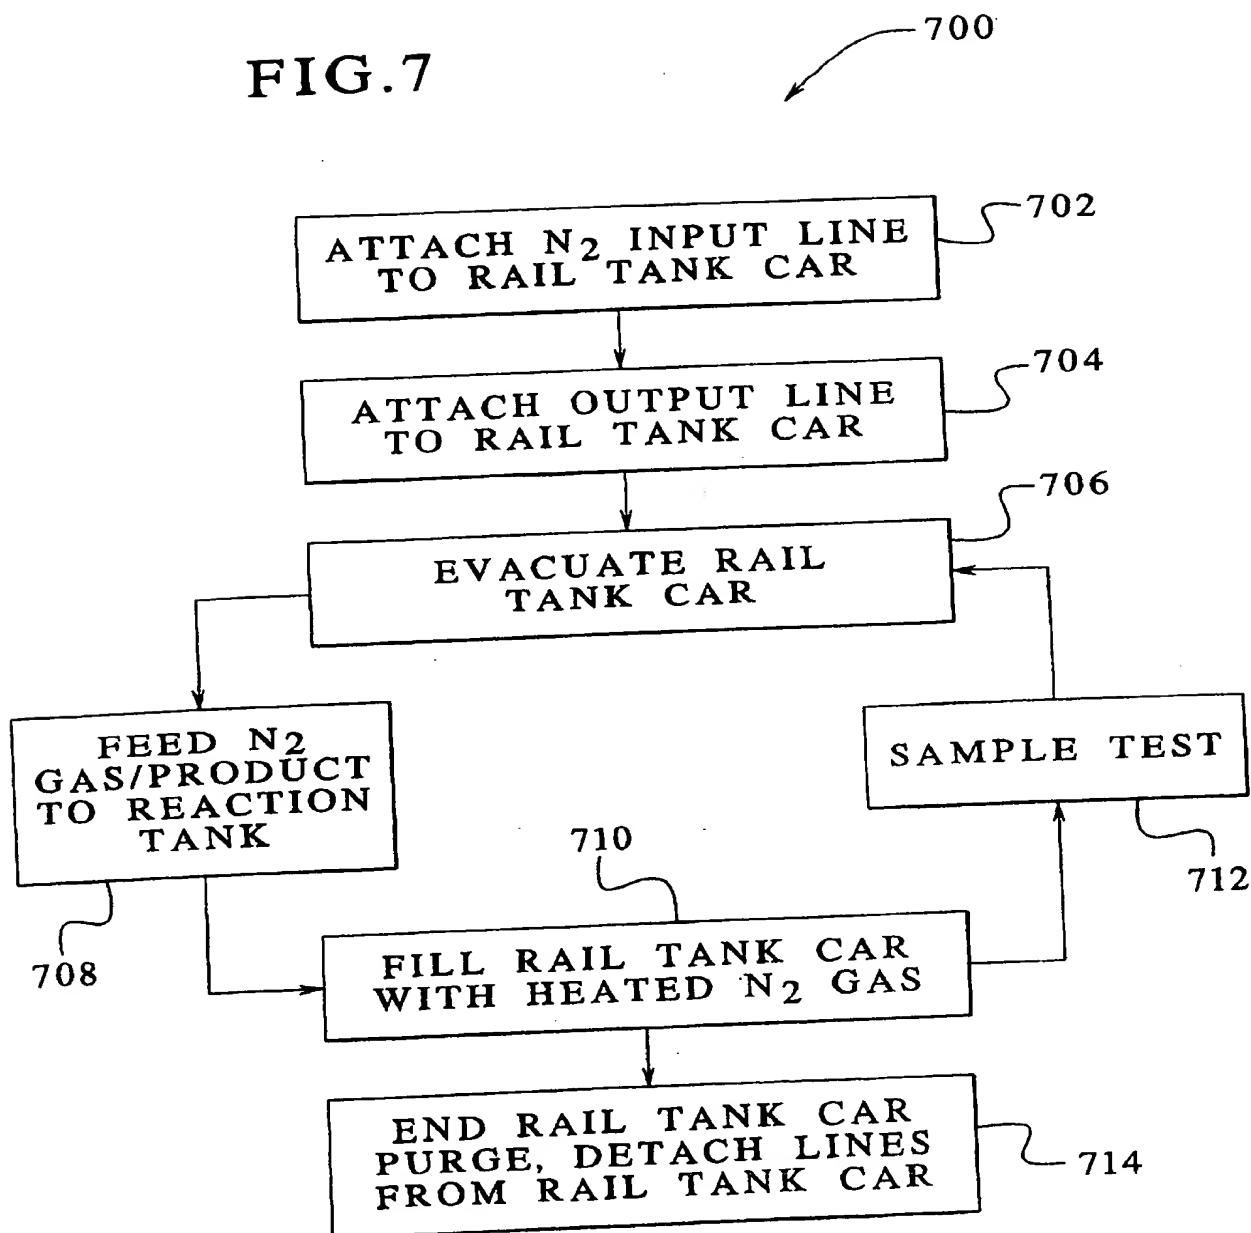 FIG.7
700
ATTACH N2 INPUT LINE
TO RAIL TANK CAR
702
ATTACH OUTPUT LINE
TO RAIL TANK CAR
704
706
EVACUATE RAIL
TANK CAR
FEED N2
GAS/PRODUCT
TO REACTION
TANK
708
SAMPLE TEST
712
710
FILL RAIL TANK CAR
WITH HEATED N2 GAS
END RAIL TANK CAR
PURGE, DETACH LINES
FROM RAIL TANK CAR
714